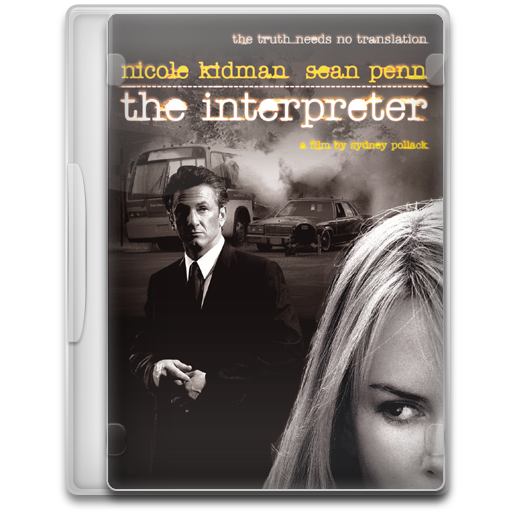 the truth needs no translation
nicole kidman sean penn
the interpreter
a film by sydney pollack